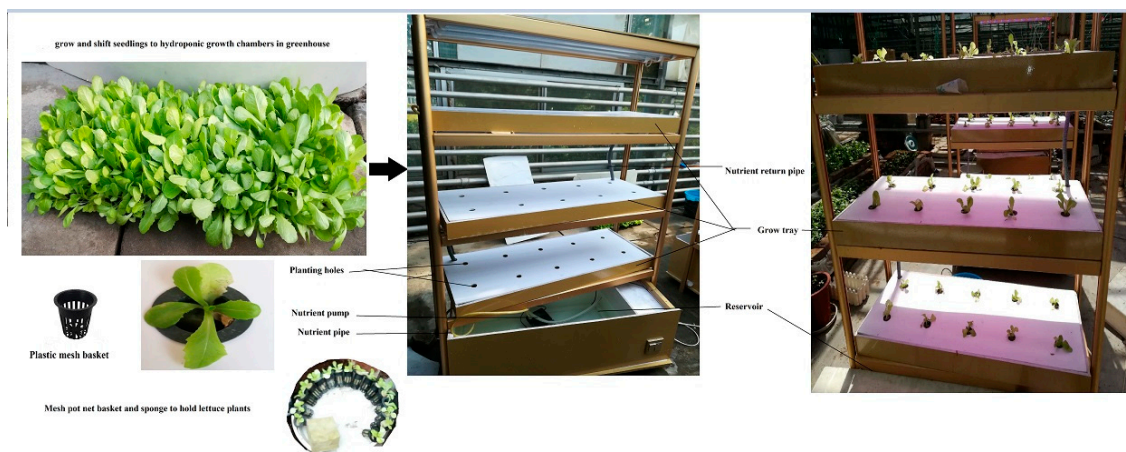 grow and shift seedlings to hydroponic growth chambers in greenhouse
Nutrient return pipe
Grow tray
Planting holes
Reservoir
Nutrient pump
Nutrient pipe
Plastic mesh basket
Mesh pot net basket and sponge to hold lettuce plants